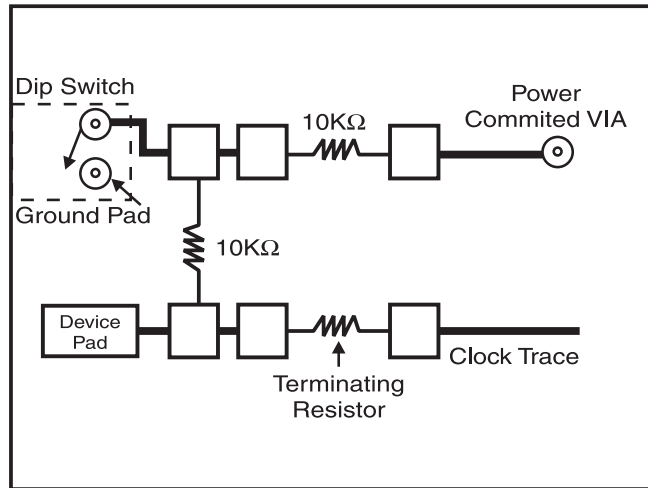 Dip Switch
Power
Commited VIA
10KΩ
Ground Pad
10KΩ
Device
Pad
Clock Trace
Terminating
Resistor